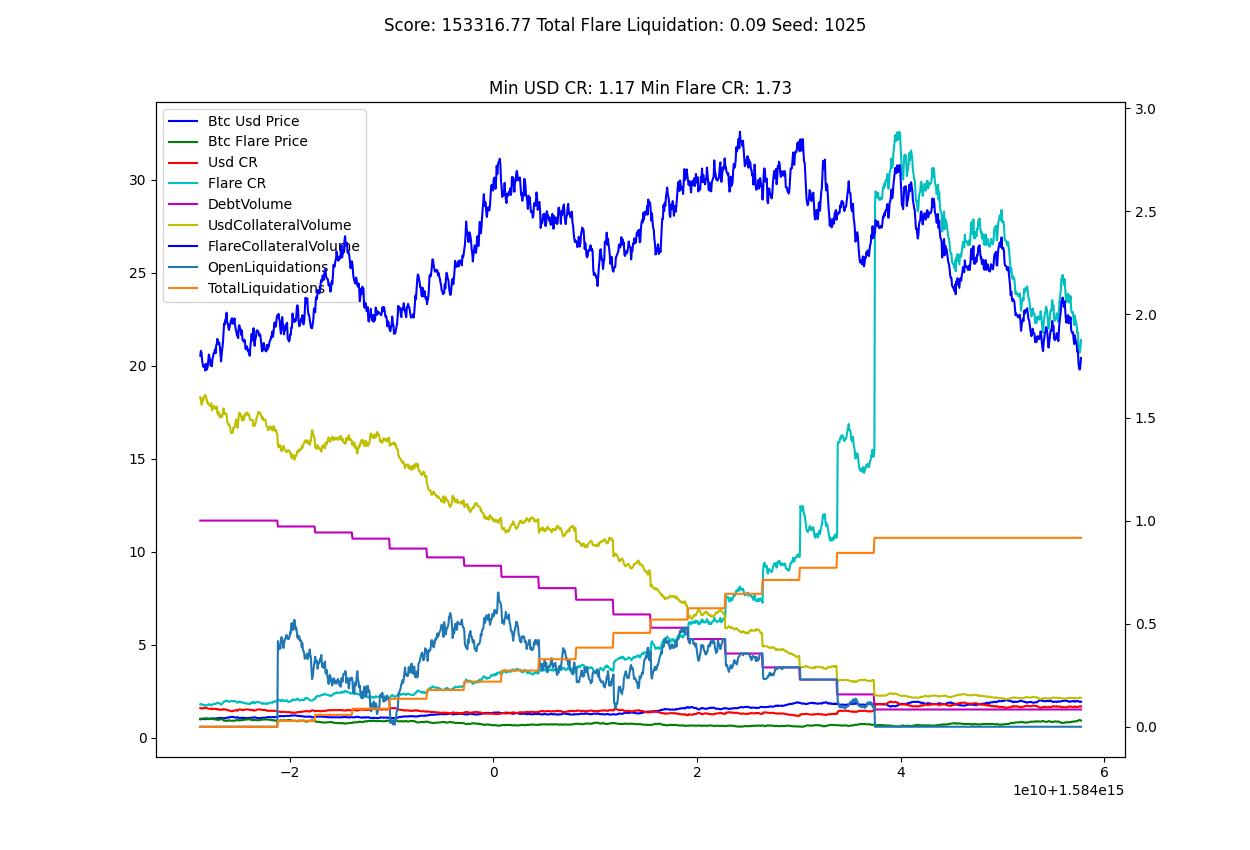 Score: 153316.77 Total Flare Liquidation: 0.09 Seed: 1025
Min USD CR: 1.17 Min Flare CR: 1.73
Btc Usd Price
Btc Flare Price
Usd CR
Flare CR
DebtVolume
UsdCollateralVolume
FlareCollateralVolume
OpenLiquidations
TotalLiquidations
30
25
20
15
10
5
0
3.0
2.5
2.0
1.5
1.0
0.5
0.0
−2
0
2
4
6
1e10+1.584e15